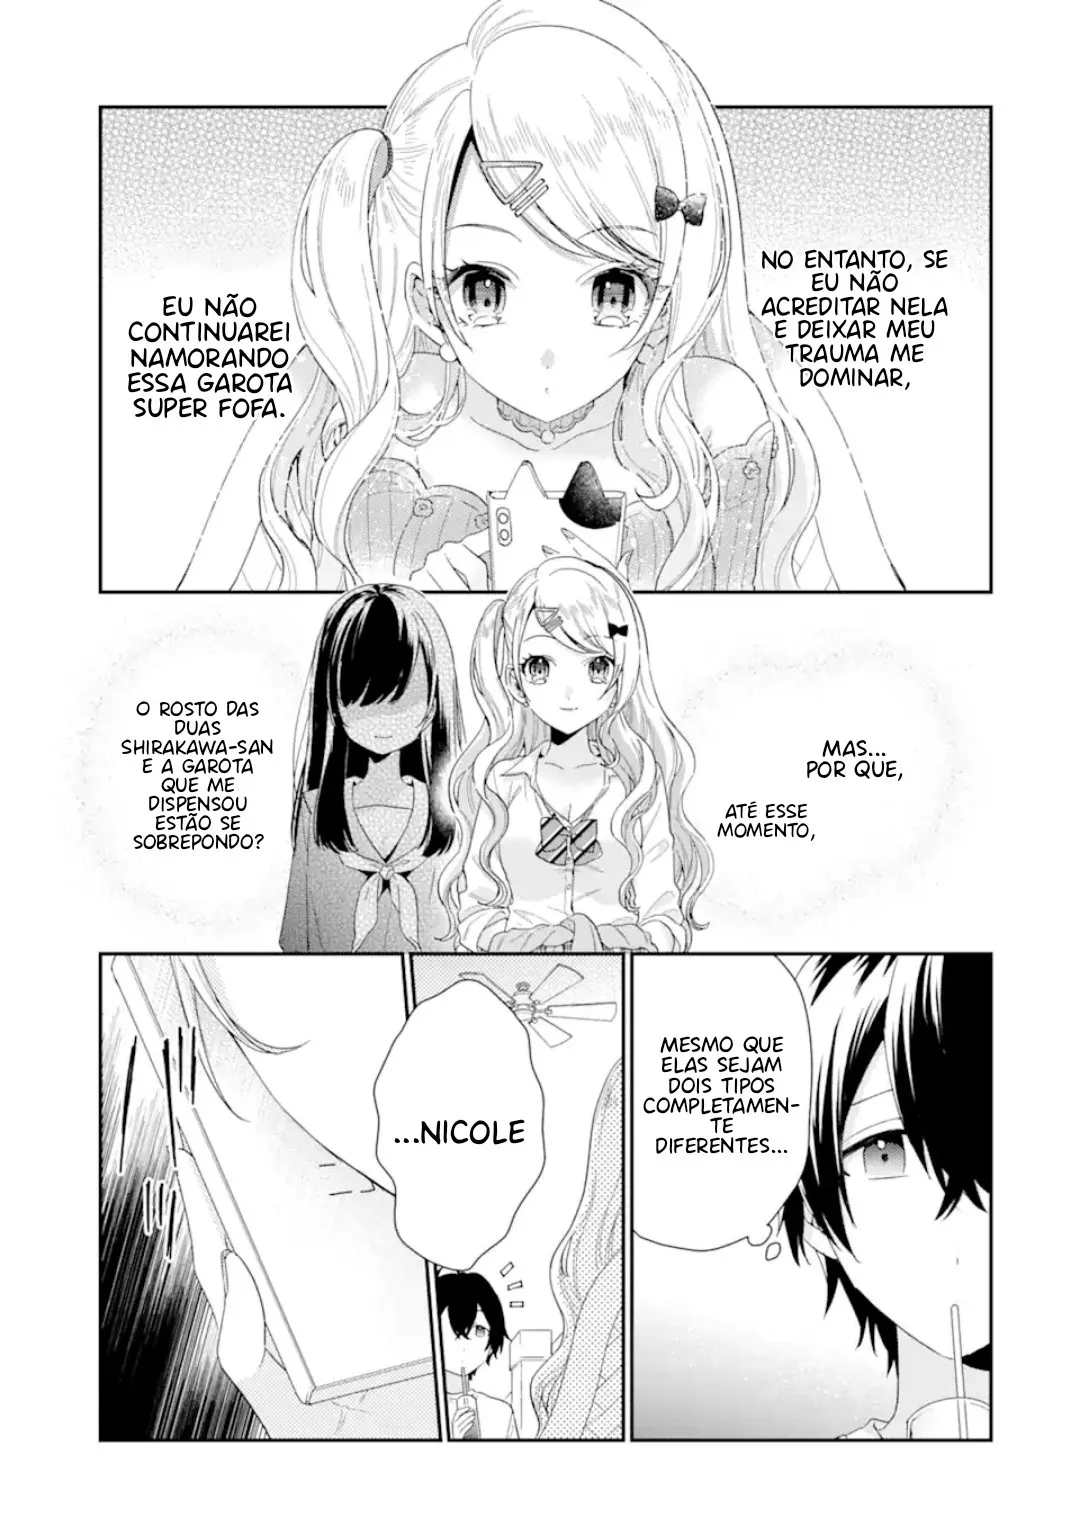 NO ENTANTO, SE
EU NÃO
ACREDITAR NELA
E DEIXAR MEU
TRAUMA ME
DOMINAR,
EU NÃO
CONTINUAREI
NAMORANDO
ESSA GAROTA
SUPER FOFA.
MAS...
POR QUE,
ATÉ ESSE
MOMENTO,
O ROSTO DAS
DUAS
SHIRAKAWA-SAN
E A GAROTA
QUE ME
DISPENSOU
ESTÃO SE
SOBREPONDO?
MESMO QUE
ELAS SEJAM
DOIS TIPOS
COMPLETAMEN-
TE
DIFERENTES...
...NICOLE